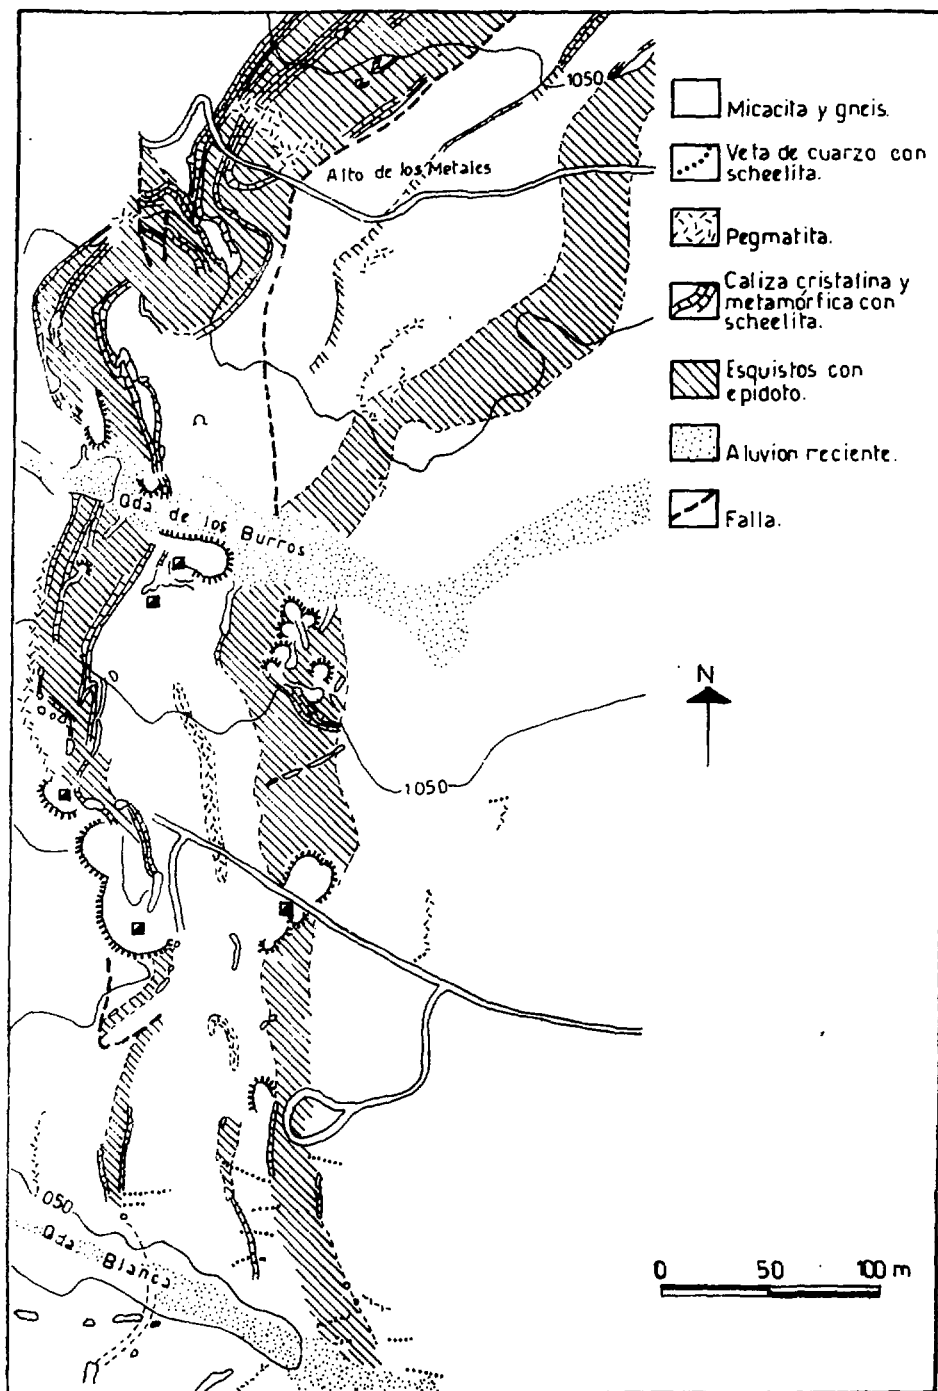 1050
Alto de los Metales
Micacita y gneis.
Veta de cuarzo con
scheelita.
Pegmatita.
Caliza cristalina y
metamórfica con
scheelita.
Esquistos con
epidoto.
Aluvion reciente.
Falla.
Qda. de los Burros
N
1050
050
Qda. Blanca
0 50 100 m